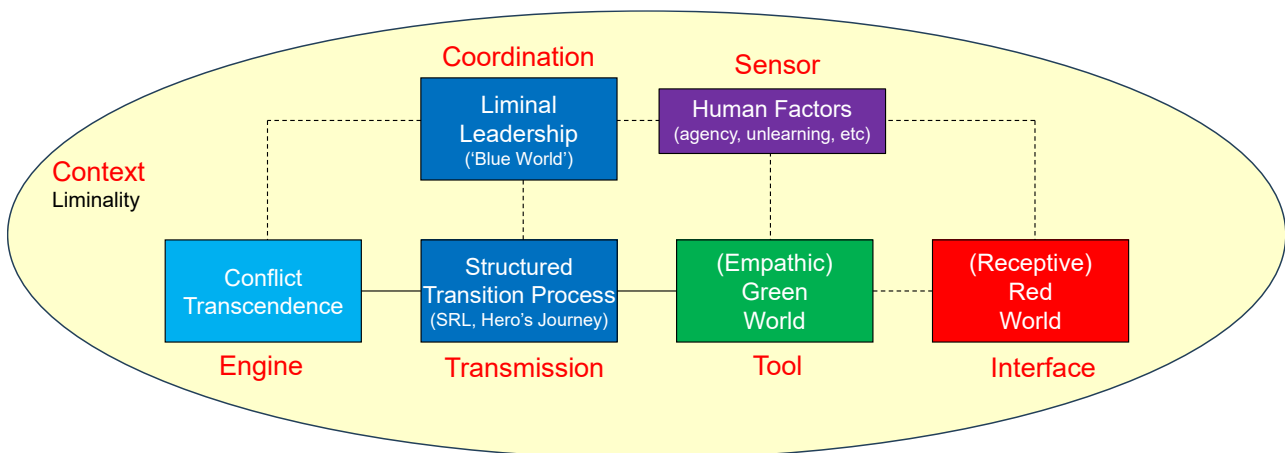 Coordination
Sensor
Liminal
Leadership
(‘Blue World’)
Human Factors
(agency, unlearning, etc)
Context
Liminality
Conflict
Transcendence
Structured
Transition Process
(SRL, Hero’s Journey)
(Empathic)
Green
World
(Receptive)
Red
World
Engine
Transmission
Tool
Interface